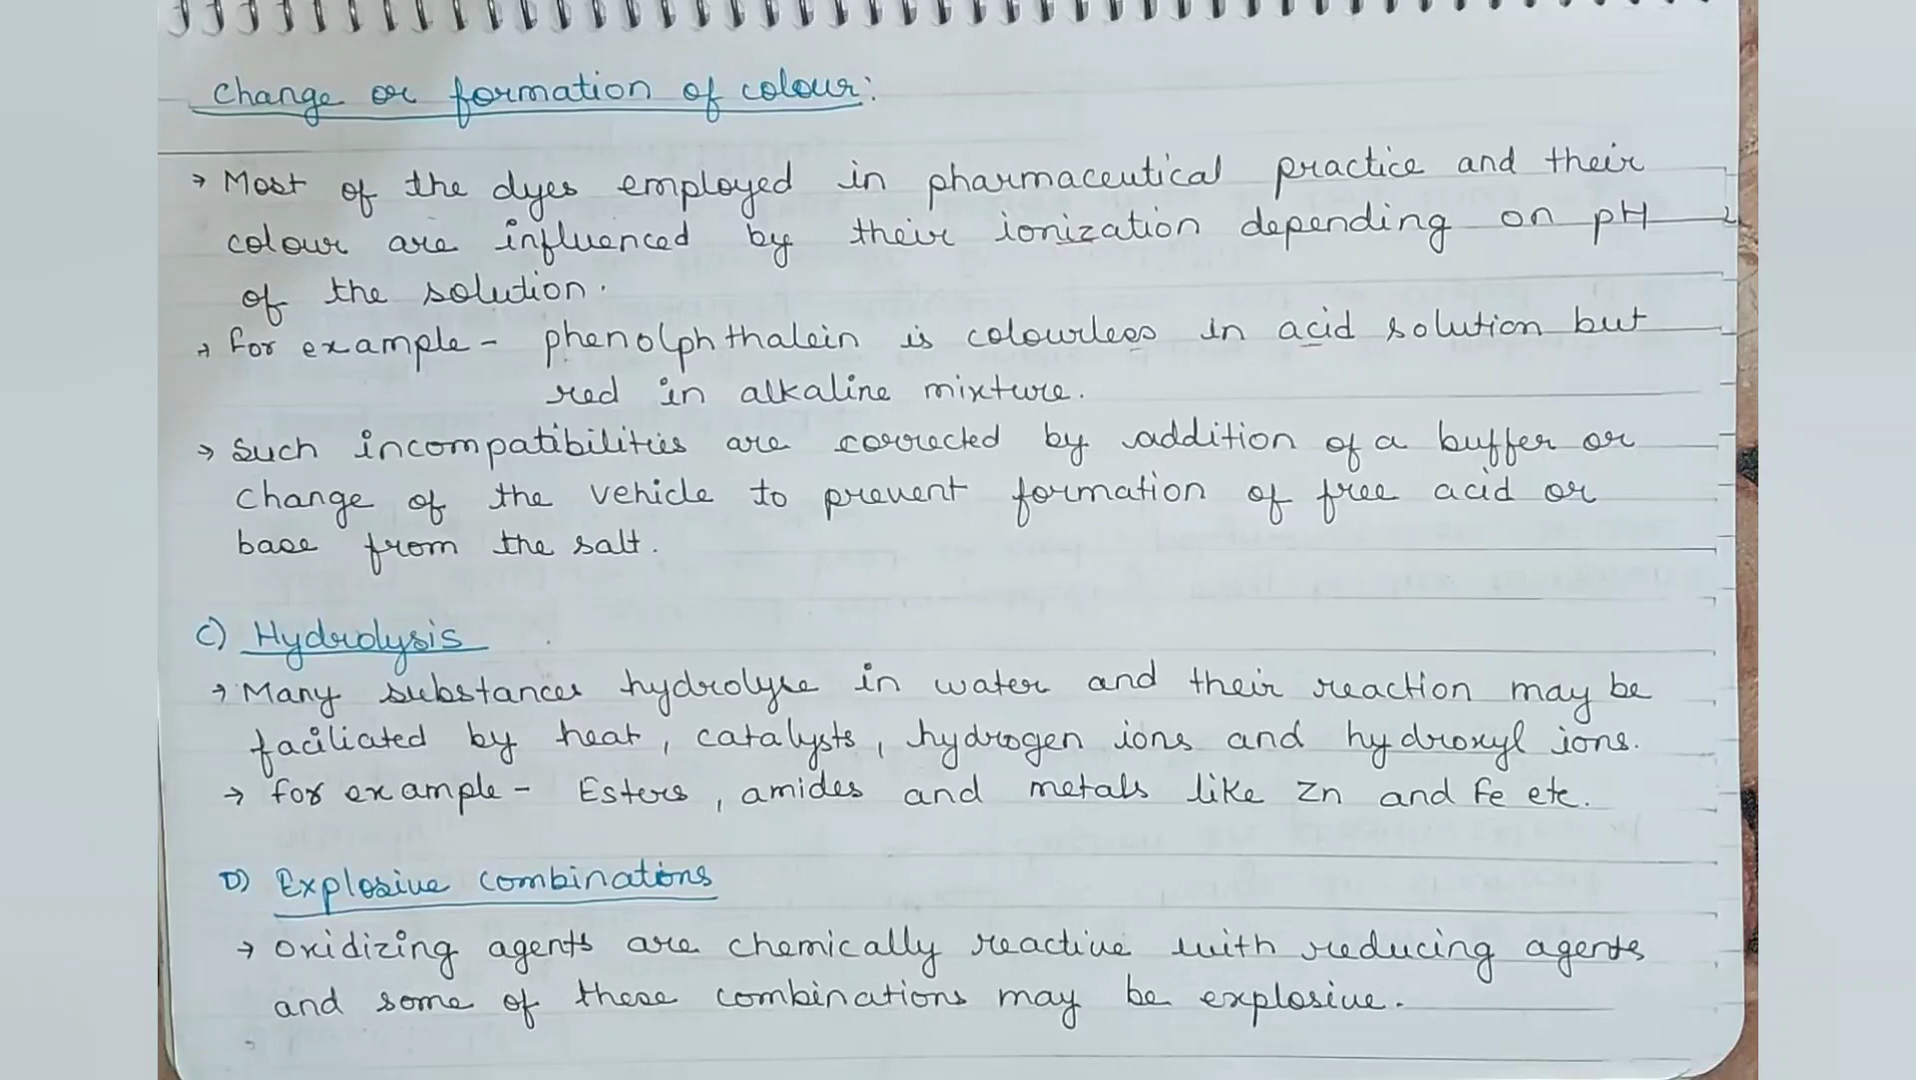 Change or formation of colour:
→ Most of the dyes employed in pharmaceutical practice and their
colour are influenced by their ionization depending on pH
of the solution.
→ for example - phenolphthalein is colourless in acid solution but
red in alkaline mixture.
→ Such incompatibilities are corrected by addition of a buffer or
change of the vehicle to prevent formation of free acid or
base from the salt.
C) Hydrolysis
→ Many substances hydrolyse in water and their reaction may be
faciliated by heat, catalysts, hydrogen ions and hydroxyl ions.
→ for example - Esters, amides and metals like Zn and Fe etc.
D) Explosive combinations
→ oxidizing agents are chemically reactive with reducing agents
and some of these combinations may be explosive.